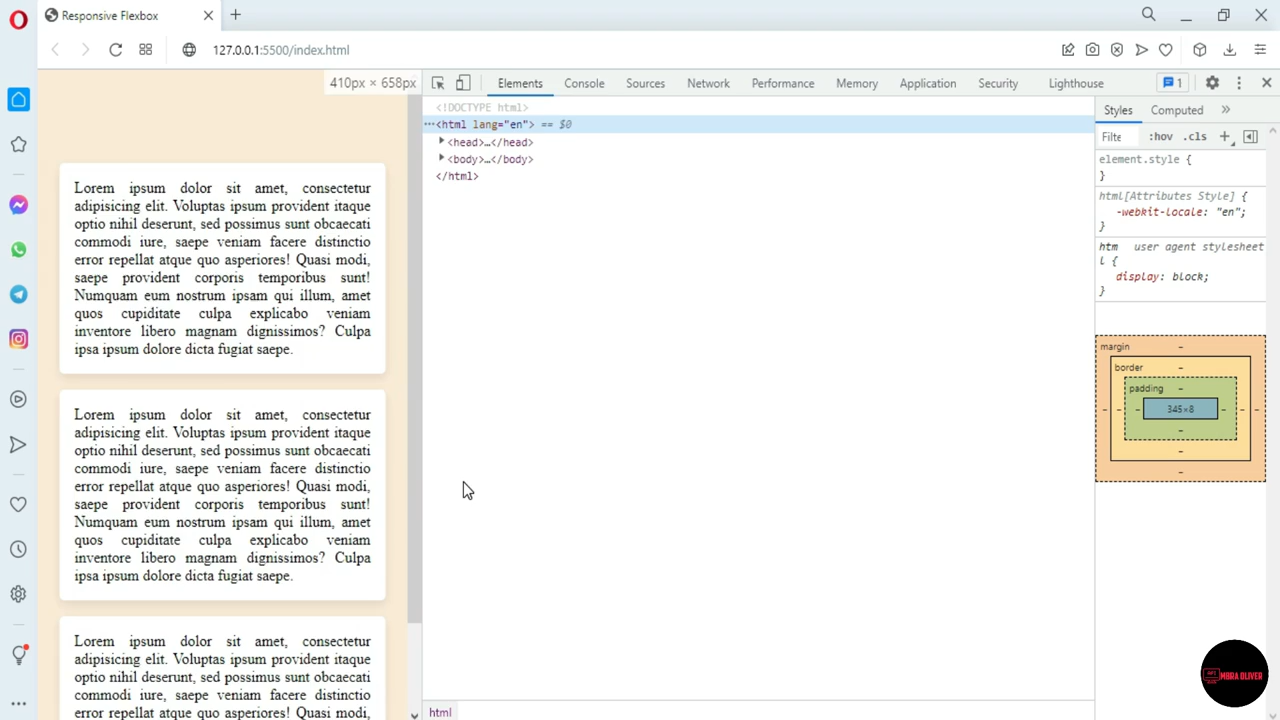 Responsive Flexbox
127.0.0.1:5500/index.html
410px × 658px
Elements
Console
Sources
Network
Performance
Memory
Application
Security
Lighthouse
1
<!DOCTYPE html>
<html lang="en"> == $0
<head>…</head>
<body>…</body>
</html>
html
Styles
Computed
Filte
:hov
.cls
element.style {
}
html[Attributes Style] {
-webkit-locale: "en";
}
htm user agent stylesheet
l {
display: block;
}
margin
border
padding
345×8
Lorem ipsum dolor sit amet, consectetur
adipisicing elit. Voluptas ipsum provident itaque
optio nihil deserunt, sed possimus sunt obcaecati
commodi iure, saepe veniam facere distinctio
error repellat atque quo asperiores! Quasi modi,
saepe provident corporis temporibus sunt!
Numquam eum nostrum ipsam qui illum, amet
quos cupiditate culpa explicabo veniam
inventore libero magnam dignissimos? Culpa
ipsa ipsum dolore dicta fugiat saepe.
Lorem ipsum dolor sit amet, consectetur
adipisicing elit. Voluptas ipsum provident itaque
optio nihil deserunt, sed possimus sunt obcaecati
commodi iure, saepe veniam facere distinctio
error repellat atque quo asperiores! Quasi modi,
saepe provident corporis temporibus sunt!
Numquam eum nostrum ipsam qui illum, amet
quos cupiditate culpa explicabo veniam
inventore libero magnam dignissimos? Culpa
ipsa ipsum dolore dicta fugiat saepe.
Lorem ipsum dolor sit amet, consectetur
adipisicing elit. Voluptas ipsum provident itaque
optio nihil deserunt, sed possimus sunt obcaecati
commodi iure, saepe veniam facere distinctio
error repellat atque quo asperiores! Quasi modi,
MBRA OLIVER